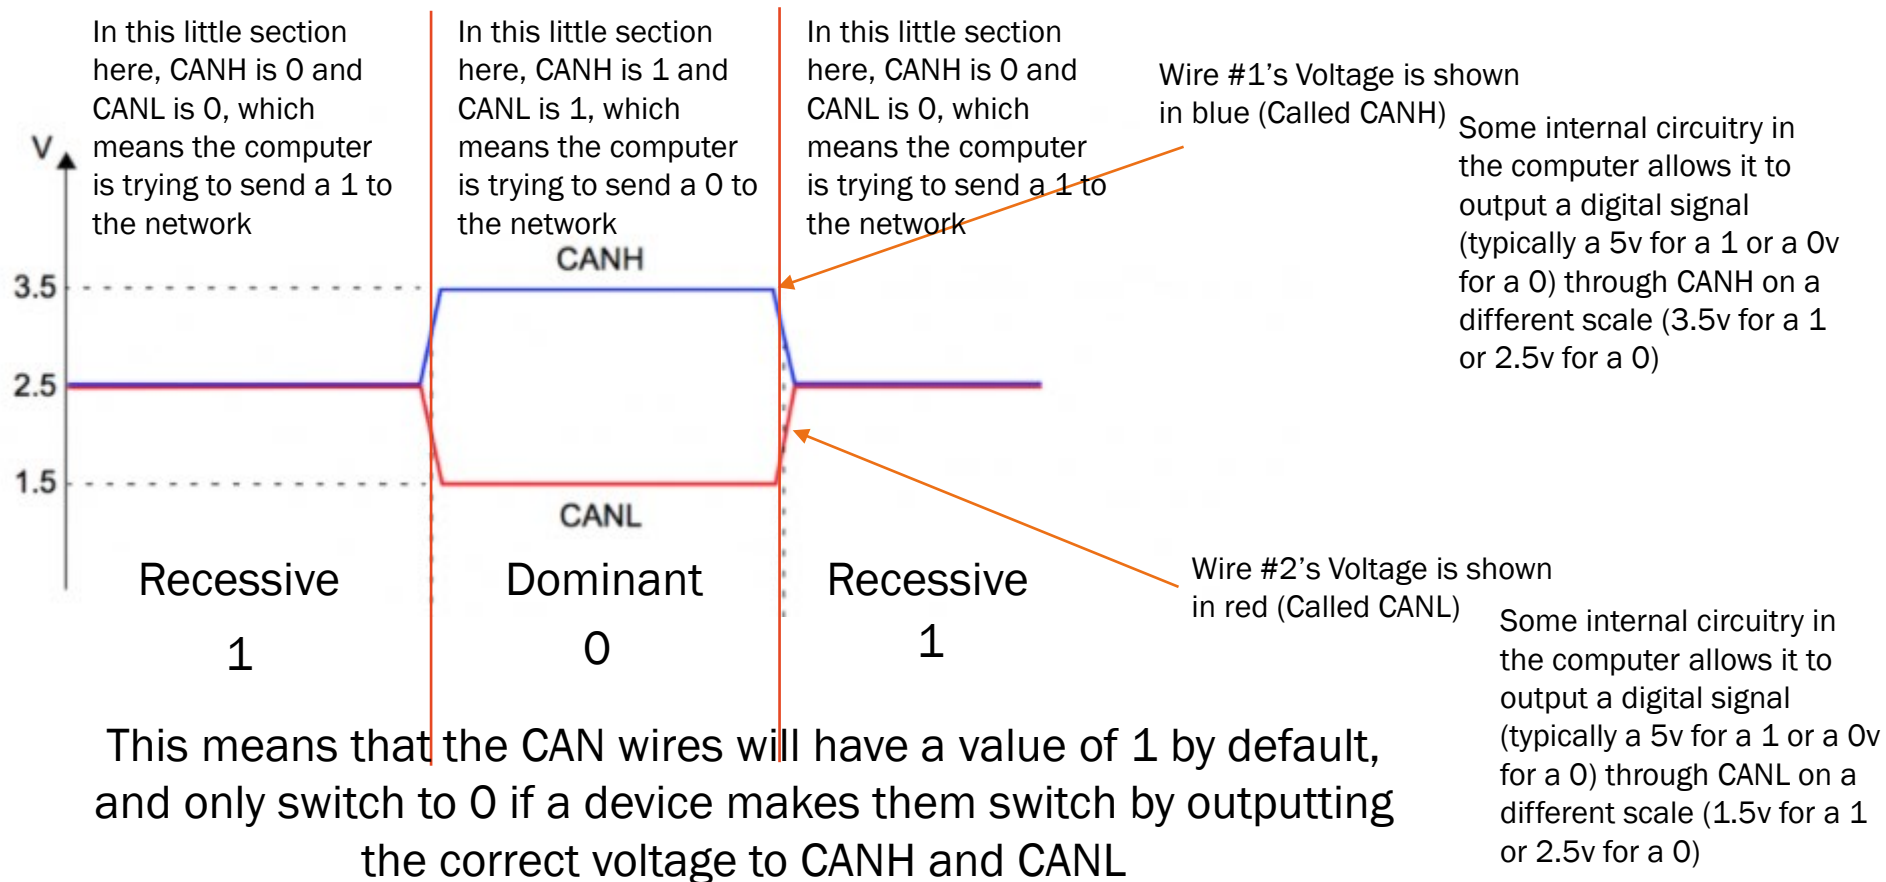 In this little section
here, CANH is 0 and
CANL is 0, which
means the computer
is trying to send a 1 to
the network
In this little section
here, CANH is 1 and
CANL is 1, which
means the computer
is trying to send a 0 to
the network
In this little section
here, CANH is 0 and
CANL is 0, which
means the computer
is trying to send a 1 to
the network
Wire #1's Voltage is shown
in blue (Called CANH)
Some internal circuitry in
the computer allows it to
output a digital signal
(typically a 5v for a 1 or a 0v
for a 0) through CANH on a
different scale (3.5v for a 1
or 2.5v for a 0)
V
3.5
2.5
1.5
CANH
CANL
Recessive
1
Dominant
0
Recessive
1
Wire #2's Voltage is shown
in red (Called CANL)
Some internal circuitry in
the computer allows it to
output a digital signal
(typically a 5v for a 1 or a 0v
for a 0) through CANL on a
different scale (1.5v for a 1
or 2.5v for a 0)
This means that the CAN wires will have a value of 1 by default,
and only switch to 0 if a device makes them switch by outputting
the correct voltage to CANH and CANL